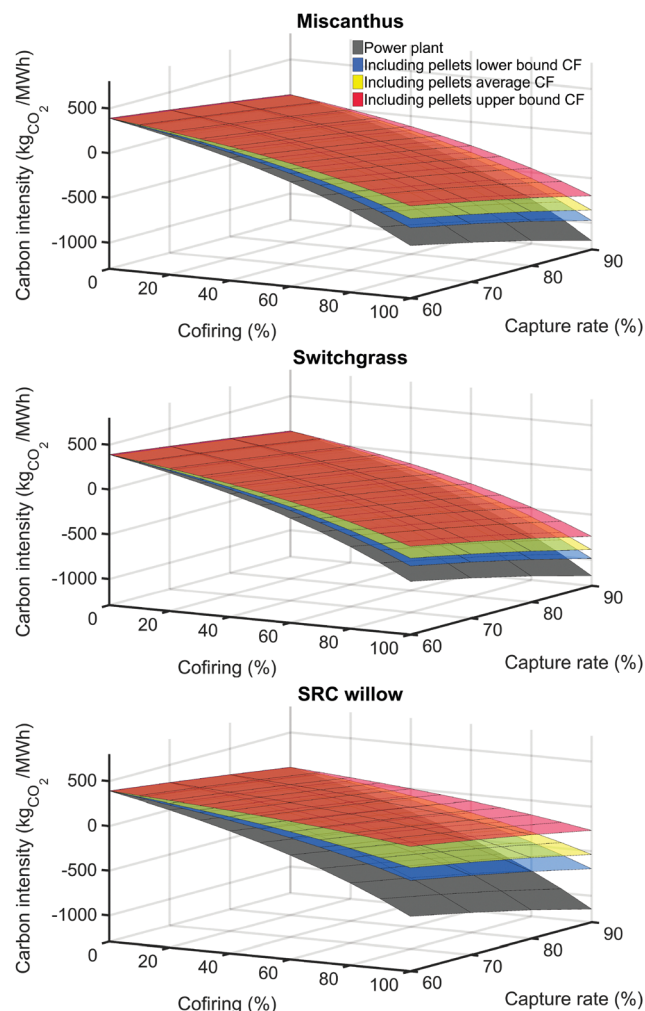 Miscanthus
Power plant
Including pellets lower bound CF
Including pellets average CF
Including pellets upper bound CF
Carbon intensity (kgCO2/MWh)
500
0
-500
-1000
0
20
40
60
80
100
Cofiring (%)
60
70
80
90
Capture rate (%)
Switchgrass
Carbon intensity (kgCO2/MWh)
500
0
-500
-1000
0
20
40
60
80
100
Cofiring (%)
60
70
80
90
Capture rate (%)
SRC willow
Carbon intensity (kgCO2/MWh)
500
0
-500
-1000
0
20
40
60
80
100
Cofiring (%)
60
70
80
90
Capture rate (%)